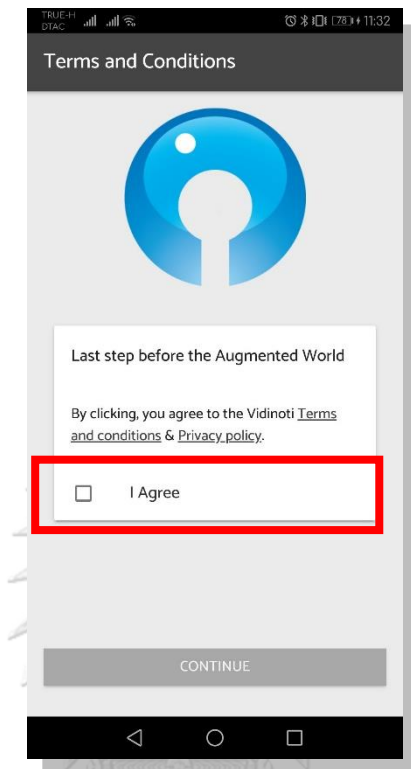 TRUE-H
DTAC
78 11:32
Terms and Conditions
Last step before the Augmented World
By clicking, you agree to the Vidinoti Terms
and conditions & Privacy policy.
I Agree
CONTINUE